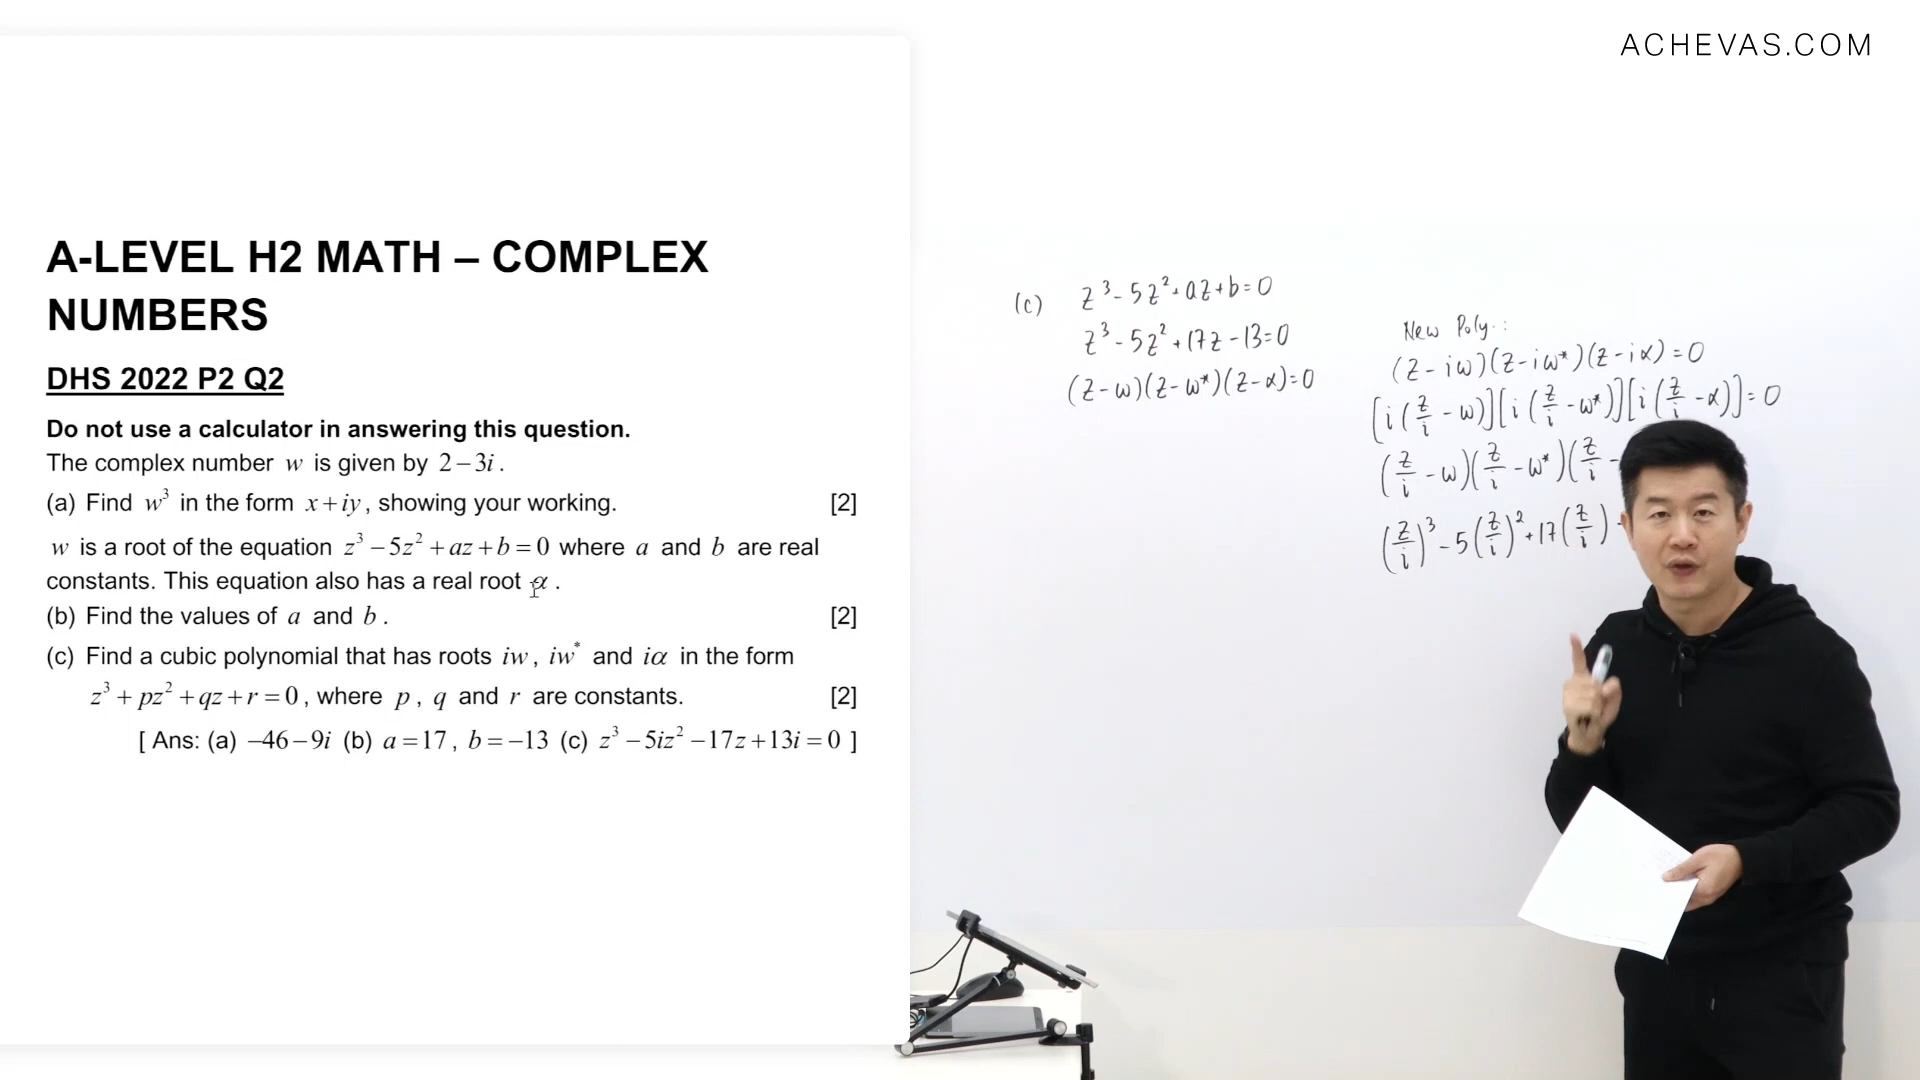 ACHEVAS.COM
A-LEVEL H2 MATH – COMPLEX
NUMBERS
DHS 2022 P2 Q2
Do not use a calculator in answering this question.
The complex number w is given by 2−3i.
(a) Find w³ in the form x+iy, showing your working. [2]
w is a root of the equation z³−5z²+az+b=0 where a and b are real
constants. This equation also has a real root α.
(b) Find the values of a and b. [2]
(c) Find a cubic polynomial that has roots iw, iw* and iα in the form
z³+pz²+qz+r=0, where p, q and r are constants. [2]
[ Ans: (a) −46−9i (b) a=17, b=−13 (c) z³−5iz²−17z+13i=0 ]
(c) z³-5z²+az+b=0
z³-5z²+17z-13=0
(z-w)(z-w*)(z-α)=0
New Poly.:
(z-iw)(z-iw*)(z-iα)=0
[i(z/i -w)][i(z/i -w*)][i(z/i -α)]=0
(z/i -w)(z/i -w*)(z/i -
(z/i)³-5(z/i)²+17(z/i) -